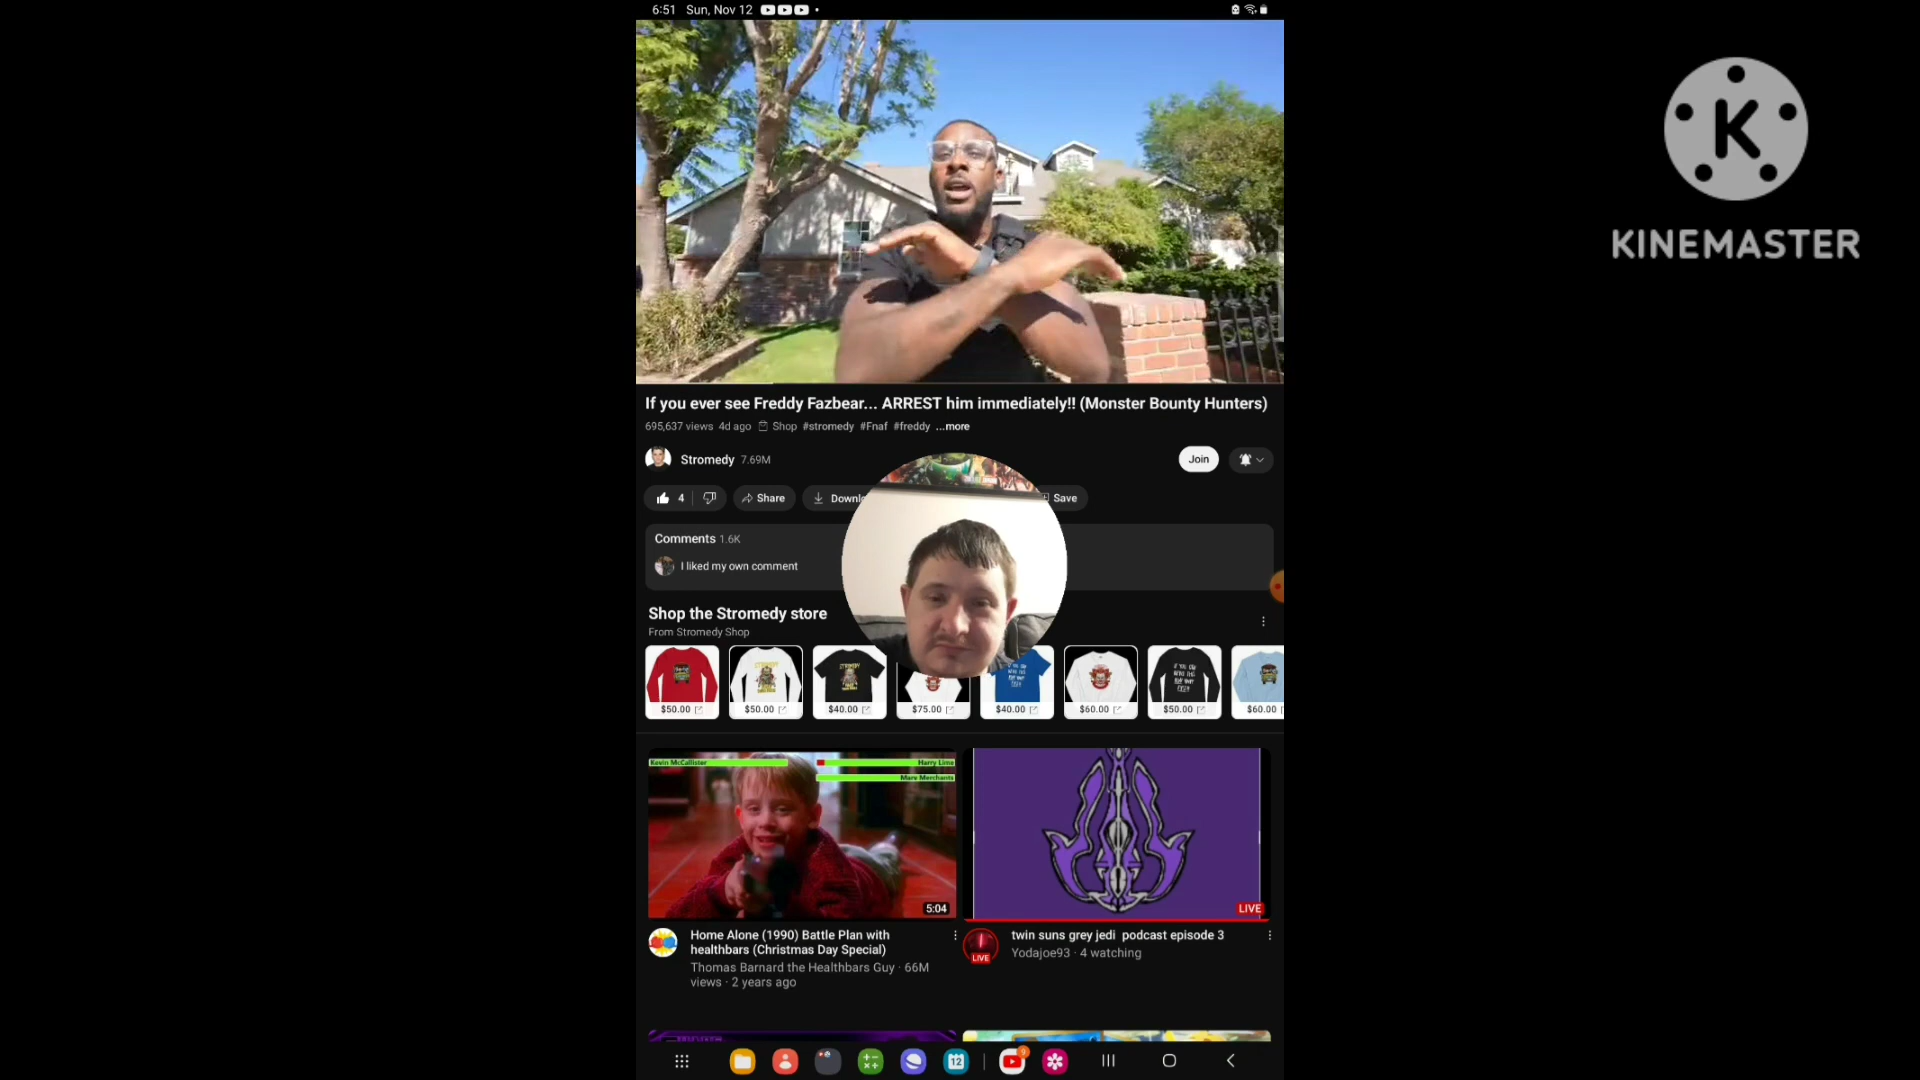 6:51 Sun, Nov 12
K
KINEMASTER
If you ever see Freddy Fazbear... ARREST him immediately!! (Monster Bounty Hunters)
695,637 views 4d ago Shop #stromedy #Fnaf #freddy ...more
Stromedy 7.69M
Join
4
Share
Downlo
Save
Comments 1.6K
I liked my own comment
Shop the Stromedy store
From Stromedy Shop
$50.00 $50.00 $40.00 $75.00 $40.00 $60.00 $50.00 $60.00
Kevin McCallister
Harry Lime
Marv Merchants
5:04
LIVE
Home Alone (1990) Battle Plan with
healthbars (Christmas Day Special)
Thomas Barnard the Healthbars Guy · 66M
views · 2 years ago
twin suns grey jedi podcast episode 3
LIVE
Yodajoe93 · 4 watching
12
9